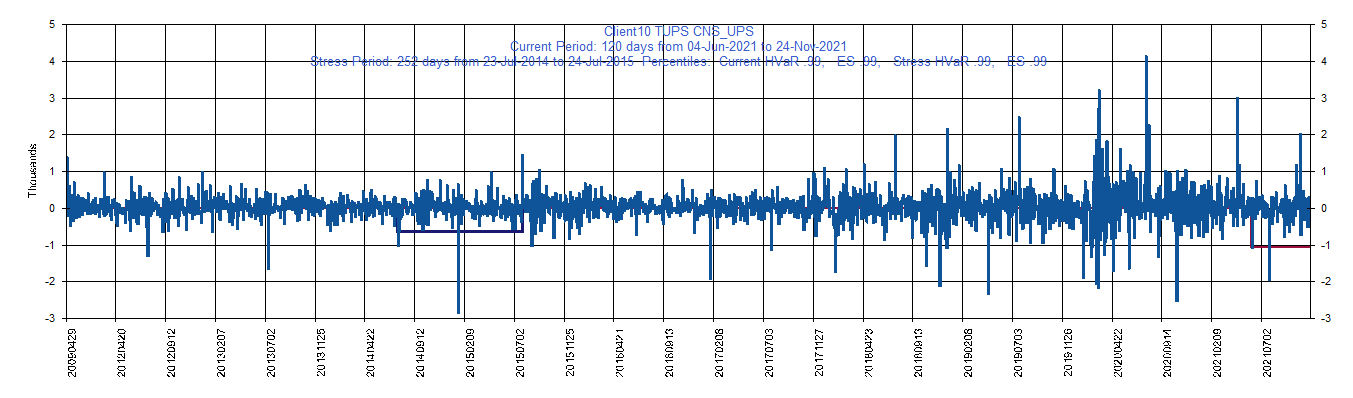 Client10 TUPS CNS_UPS
Current Period: 120 days from 04-Jun-2021 to 24-Nov-2021
Stress Period: 252 days from 23-Jul-2014 to 24-Jul-2015 Percentiles: Current HVaR .99, ES .99, Stress HVaR .99, ES .99
Thousands
5 5
4 4
3 3
2 2
1 1
0 0
-1 -1
-2 -2
-3 -3
20090429 20120420 20120912 20130207 20130702 20131125 20140422 20140912 20150209 20150702 20151125 20160421 20160913 20170208 20170703 20171127 20180423 20180913 20190208 20190703 20191126 20200422 20200914 20210209 20210702